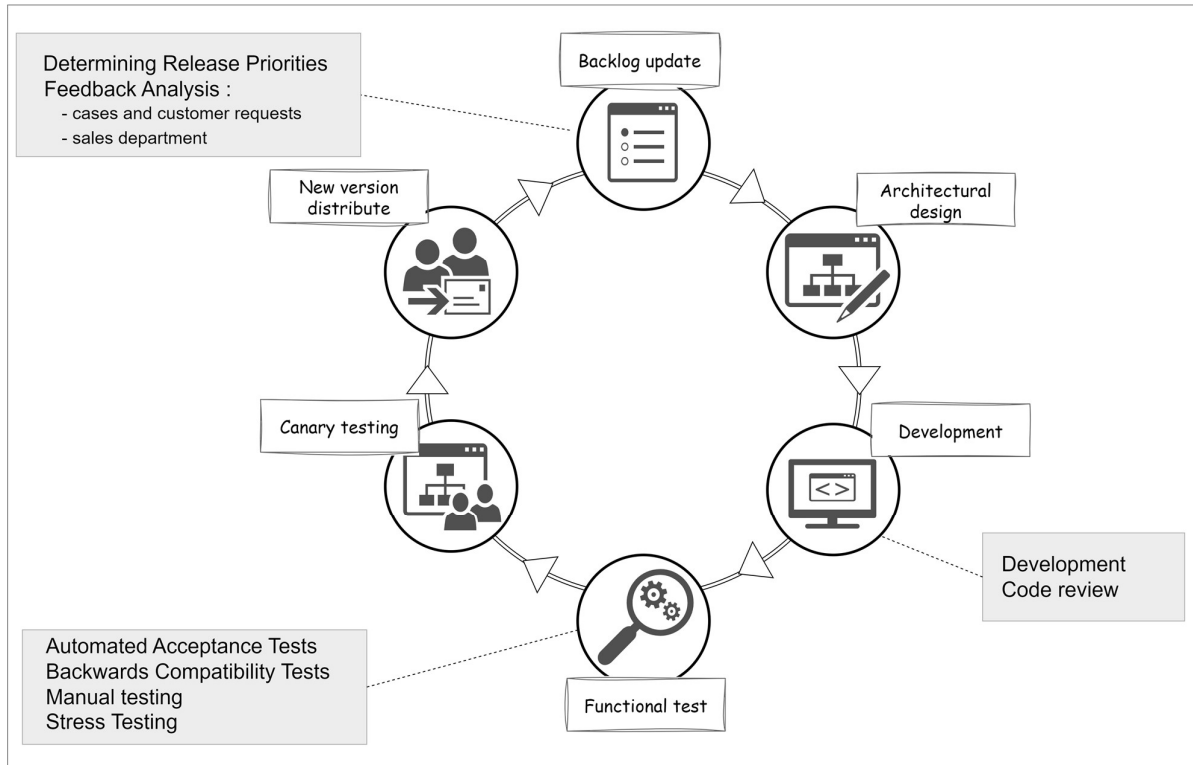 Determining Release Priorities
Feedback Analysis :
- cases and customer requests
- sales department
Backlog update
New version
distribute
Architectural
design
Canary testing
Development
< >
Development
Code review
Automated Acceptance Tests
Backwards Compatibility Tests
Manual testing
Stress Testing
Functional test